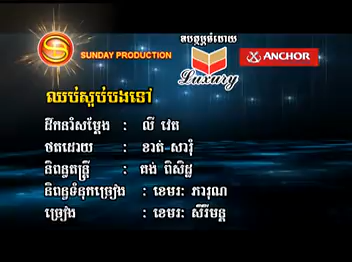 ឧបត្ថម្ភដោយ
SUNDAY PRODUCTION
Luxury
ANCHOR
ឈប់ស្អប់បងទៅ
ដឹកនាំសម្តែង : លី វេត
ថតដោយ : ខាត់-សារុំ
និពន្ធតន្ត្រី : គង់ ពិសិដ្ឋ
និពន្ធទំនុកច្រៀង : ខេមរៈ ភារុណ
ច្រៀង : ខេមរៈ សិរីមន្ត